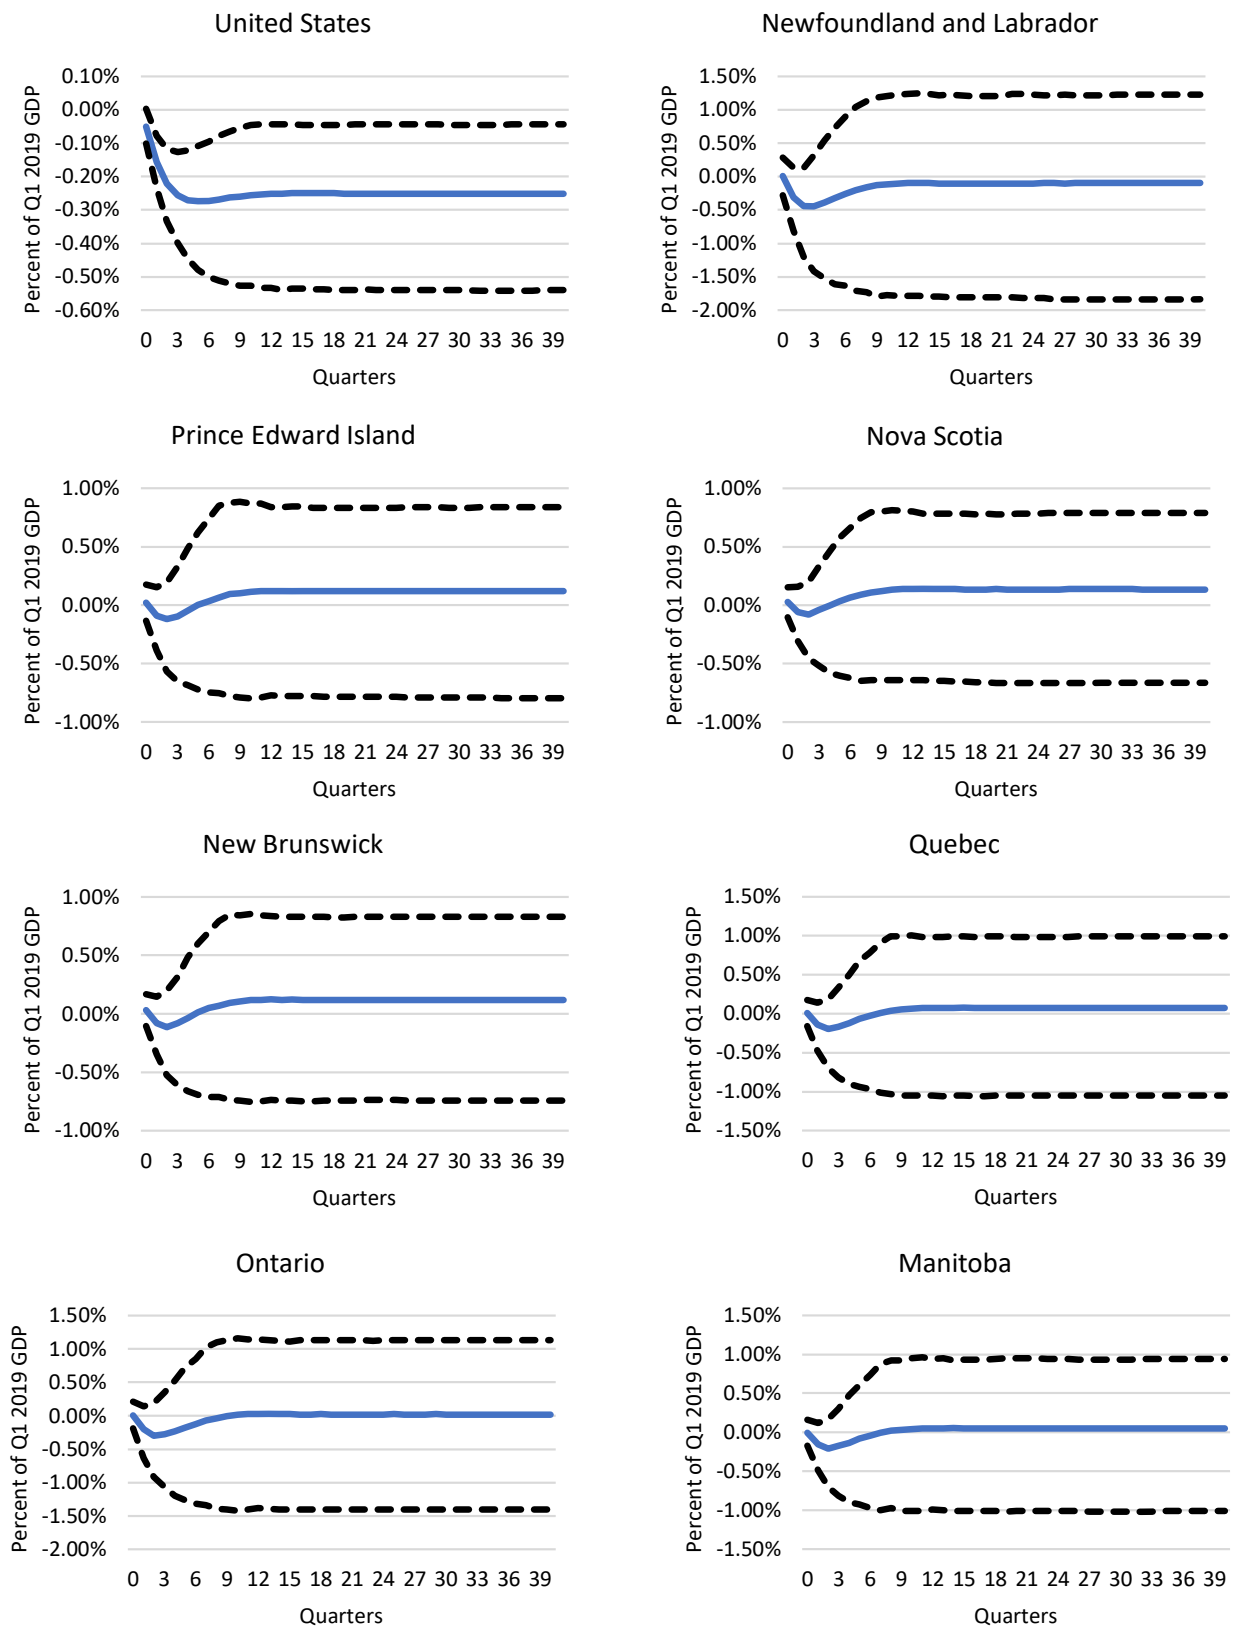 United States
Percent of Q1 2019 GDP
0.10%
0.00%
-0.10%
-0.20%
-0.30%
-0.40%
-0.50%
-0.60%
0 3 6 9 12 15 18 21 24 27 30 33 36 39
Quarters
Newfoundland and Labrador
Percent of Q1 2019 GDP
1.50%
1.00%
0.50%
0.00%
-0.50%
-1.00%
-1.50%
-2.00%
0 3 6 9 12 15 18 21 24 27 30 33 36 39
Quarters
Prince Edward Island
Percent of Q1 2019 GDP
1.00%
0.50%
0.00%
-0.50%
-1.00%
0 3 6 9 12 15 18 21 24 27 30 33 36 39
Quarters
Nova Scotia
Percent of Q1 2019 GDP
1.00%
0.50%
0.00%
-0.50%
-1.00%
0 3 6 9 12 15 18 21 24 27 30 33 36 39
Quarters
New Brunswick
Percent of Q1 2019 GDP
1.00%
0.50%
0.00%
-0.50%
-1.00%
0 3 6 9 12 15 18 21 24 27 30 33 36 39
Quarters
Quebec
Percent of Q1 2019 GDP
1.50%
1.00%
0.50%
0.00%
-0.50%
-1.00%
-1.50%
0 3 6 9 12 15 18 21 24 27 30 33 36 39
Quarters
Ontario
Percent of Q1 2019 GDP
1.50%
1.00%
0.50%
0.00%
-0.50%
-1.00%
-1.50%
-2.00%
0 3 6 9 12 15 18 21 24 27 30 33 36 39
Quarters
Manitoba
Percent of Q1 2019 GDP
1.50%
1.00%
0.50%
0.00%
-0.50%
-1.00%
-1.50%
0 3 6 9 12 15 18 21 24 27 30 33 36 39
Quarters